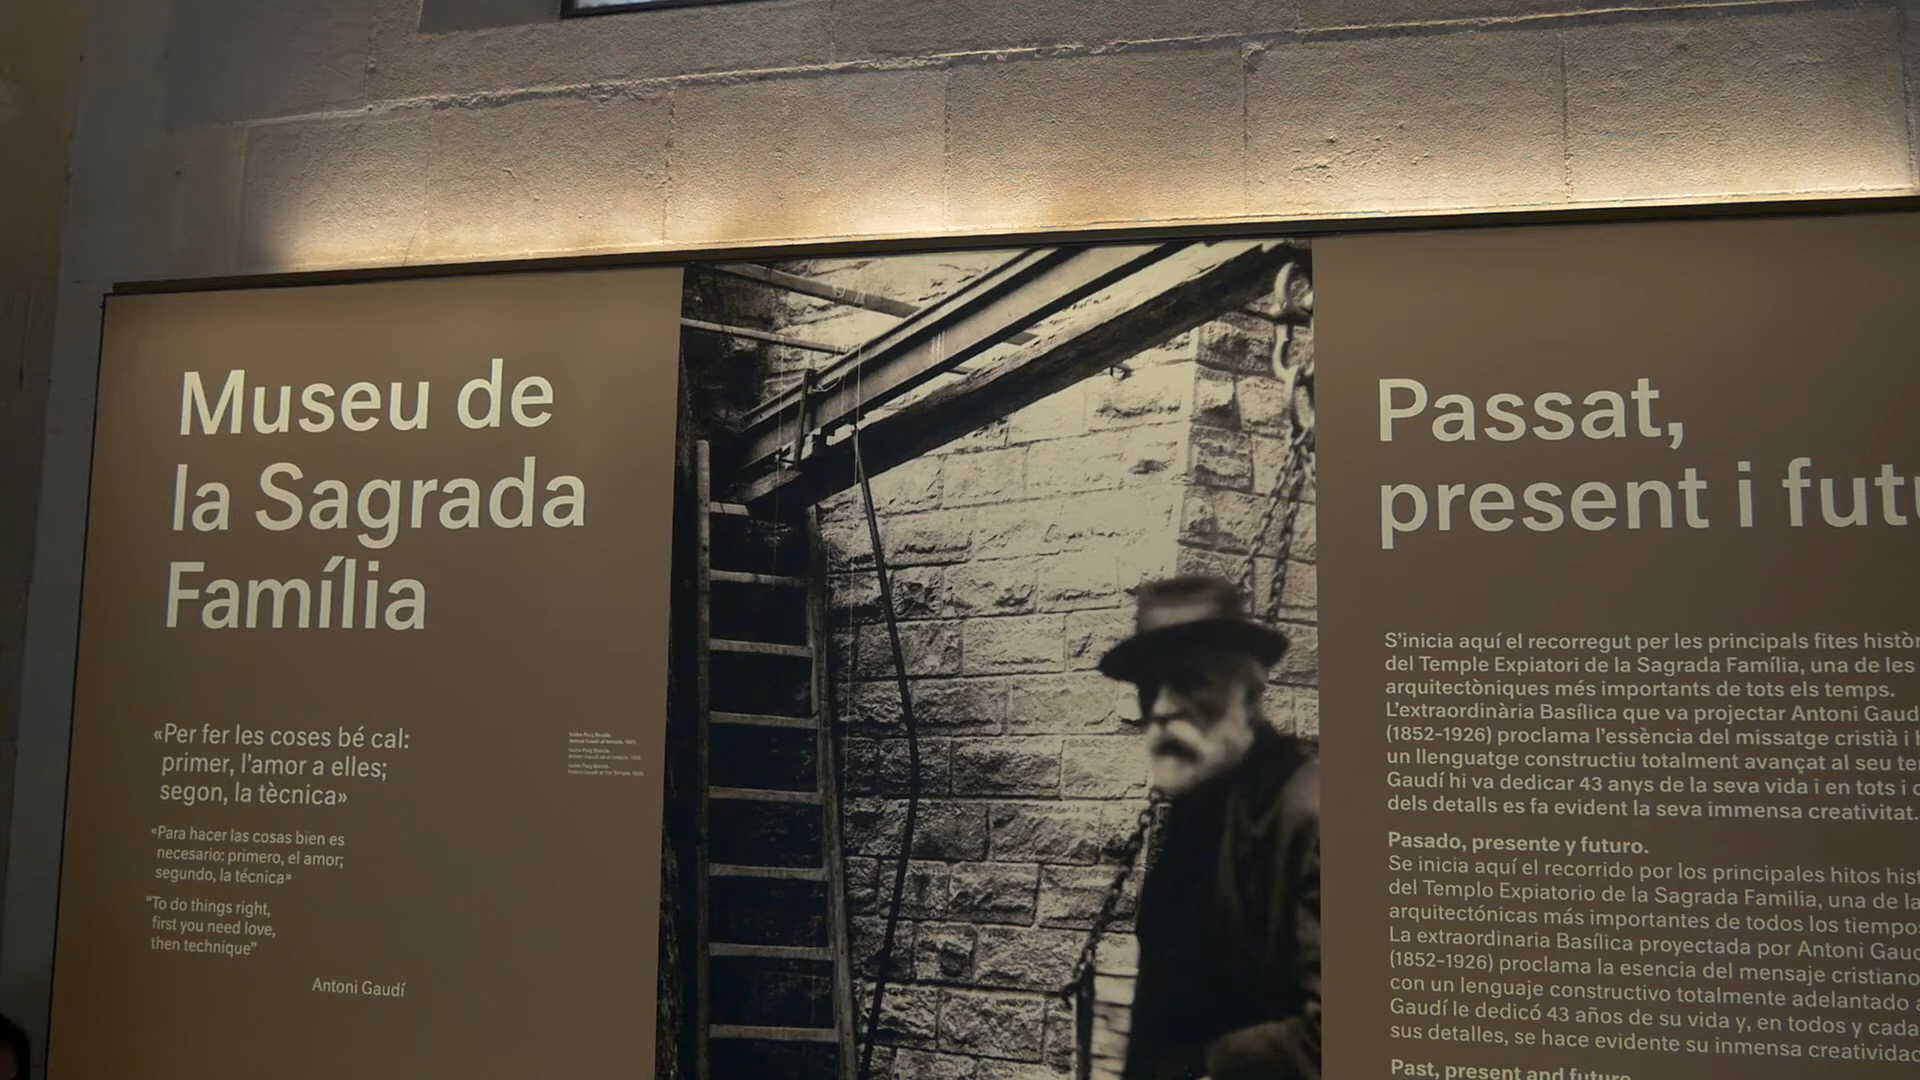 Museu de
la Sagrada
Família
«Per fer les coses bé cal:
primer, l'amor a elles;
segon, la tècnica»
«Para hacer las cosas bien es
necesario: primero, el amor;
segundo, la técnica»
"To do things right,
first you need love,
then technique"
Antoni Gaudí
Passat,
present i
S'inicia aquí el recorregut per les principals fites
del Temple Expiatori de la Sagrada Família, una de les
arquitectòniques més importants de tots els temps.
L'extraordinària Basílica que va projectar Antoni
(1852-1926) proclama l'essència del missatge cristià i
un llenguatge constructiu totalment avançat al seu
Gaudí hi va dedicar 43 anys de la seva vida i en tots i
dels detalls es fa evident la seva immensa creativitat.
Pasado, presente y futuro.
Se inicia aquí el recorrido por los principales hitos
del Templo Expiatorio de la Sagrada Familia, una de
arquitectónicas más importantes de todos los
La extraordinaria Basílica proyectada por Antoni
(1852-1926) proclama la esencia del mensaje cristiano
con un lenguaje constructivo totalmente adelantado
Gaudí le dedicó 43 años de su vida y, en todos y cada
sus detalles, se hace evidente su inmensa
Past, present and future